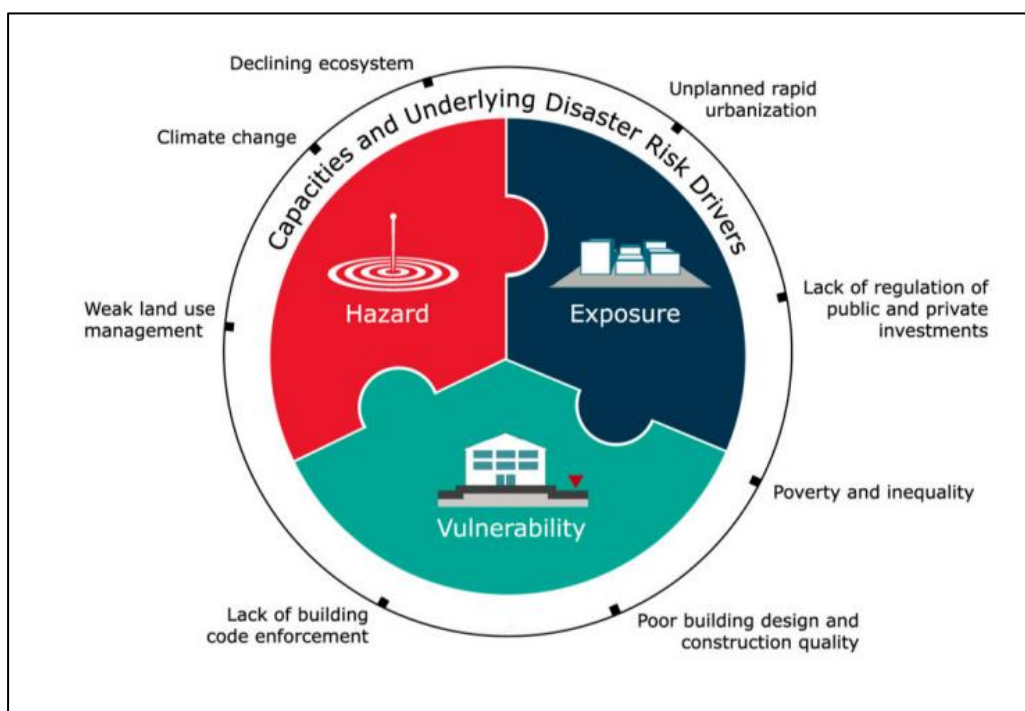 Declining ecosystem
Unplanned rapid
urbanization
Climate change
Capacities and Underlying Disaster Risk Drivers
Hazard
Exposure
Weak land use
management
Lack of regulation of
public and private
investments
Vulnerability
Poverty and inequality
Lack of building
code enforcement
Poor building design and
construction quality